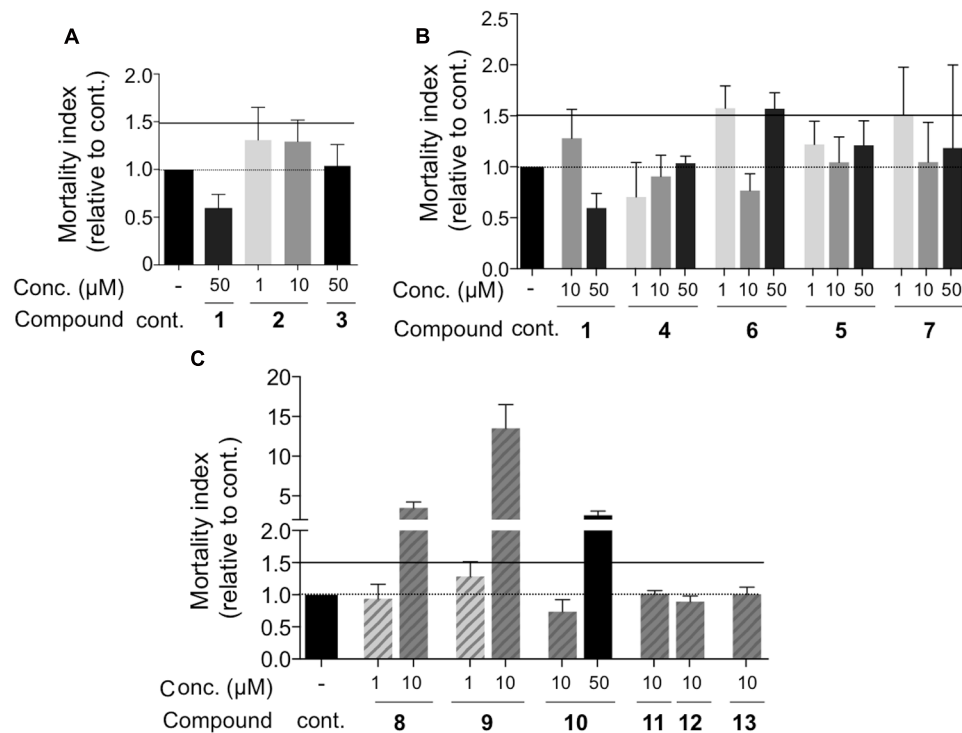 A
Mortality index
(relative to cont.)
2.0
1.5
1.0
0.5
0
Conc. (µM) - 50 1 10 50
Compound cont. 1 2 3
B
Mortality index
(relative to cont.)
2.5
2.0
1.5
1.0
0.5
0.0
Conc. (µM) - 10 50 1 10 50 1 10 50 1 10 50 1 10 50
Compound cont. 1 4 6 5 7
C
Mortality index
(relative to cont.)
20
15
10
5
2.0
1.5
1.0
0.5
0.0
Conc. (µM) - 1 10 1 10 10 50 10 10 10
Compound cont. 8 9 10 11 12 13